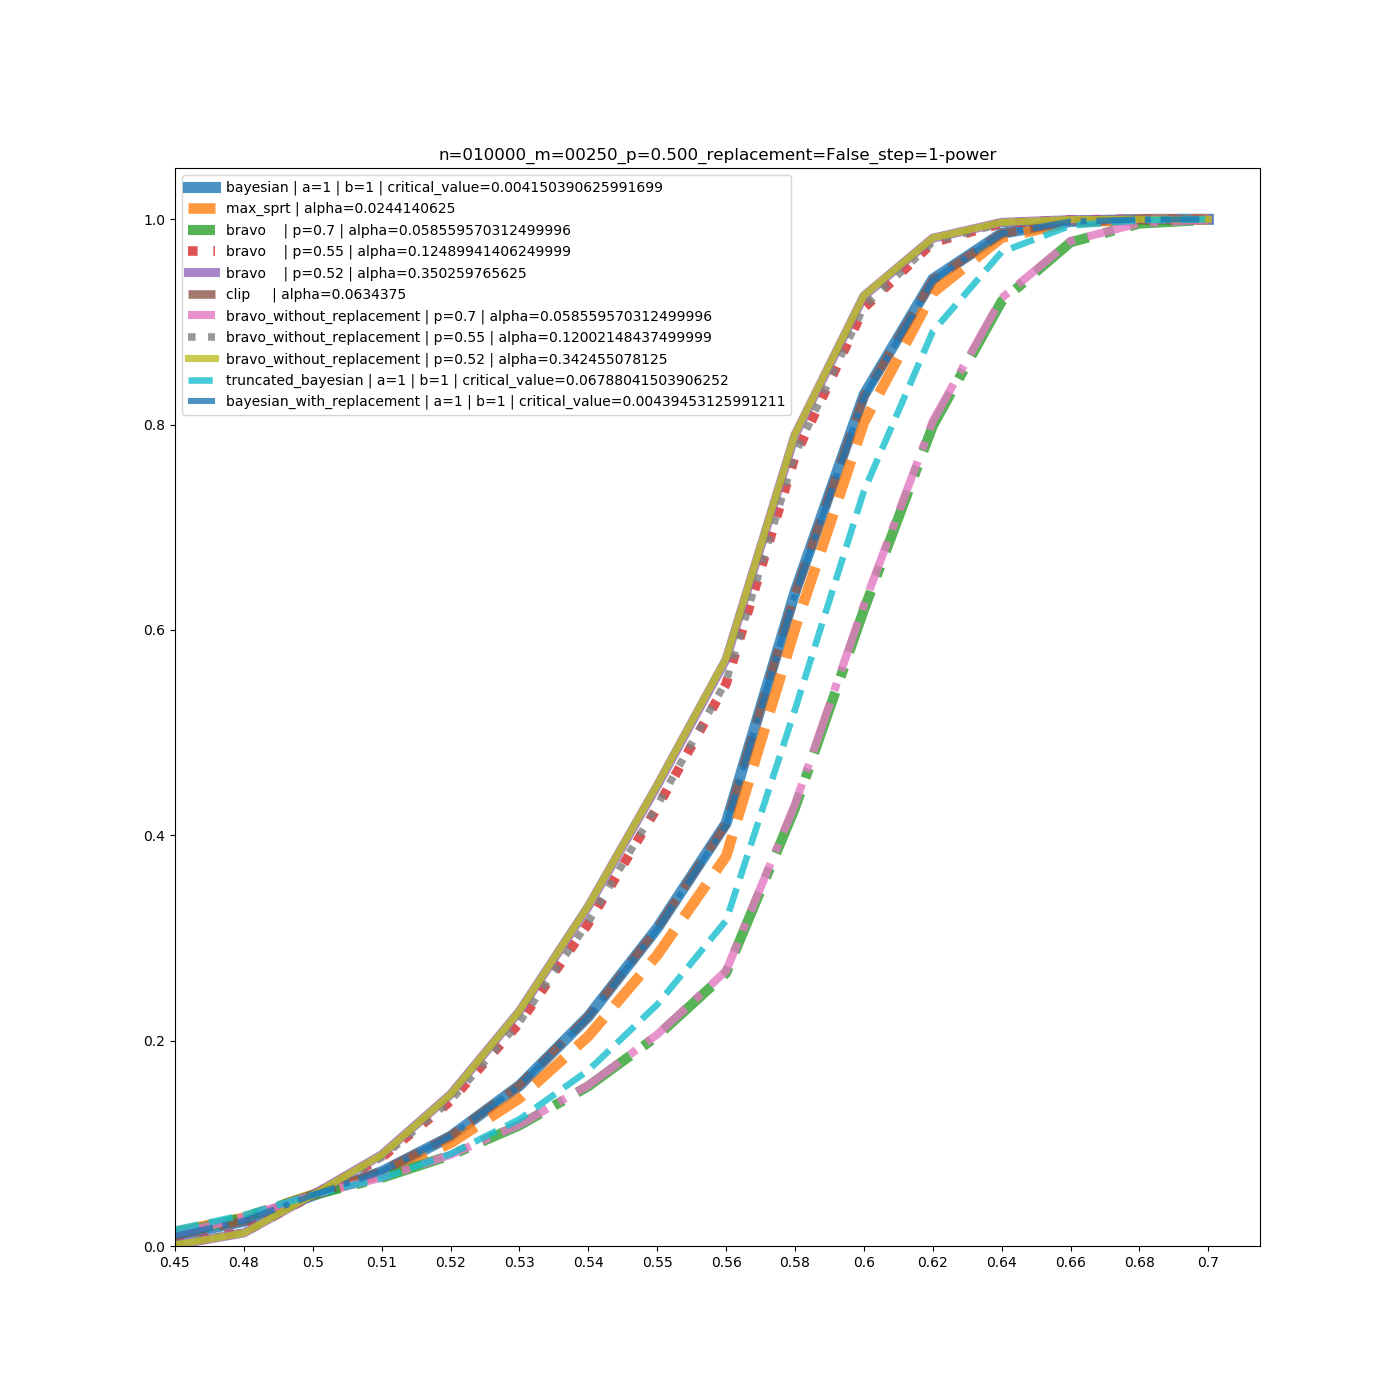 n=010000_m=00250_p=0.500_replacement=False_step=1-power
bayesian | a=1 | b=1 | critical_value=0.004150390625991699
max_sprt | alpha=0.0244140625
bravo    | p=0.7 | alpha=0.058559570312499996
bravo    | p=0.55 | alpha=0.12489941406249999
bravo    | p=0.52 | alpha=0.350259765625
clip     | alpha=0.0634375
bravo_without_replacement | p=0.7 | alpha=0.058559570312499996
bravo_without_replacement | p=0.55 | alpha=0.12002148437499999
bravo_without_replacement | p=0.52 | alpha=0.342455078125
truncated_bayesian | a=1 | b=1 | critical_value=0.06788041503906252
bayesian_with_replacement | a=1 | b=1 | critical_value=0.00439453125991211
1.0
0.8
0.6
0.4
0.2
0.0
0.45 0.48 0.5 0.51 0.52 0.53 0.54 0.55 0.56 0.58 0.6 0.62 0.64 0.66 0.68 0.7